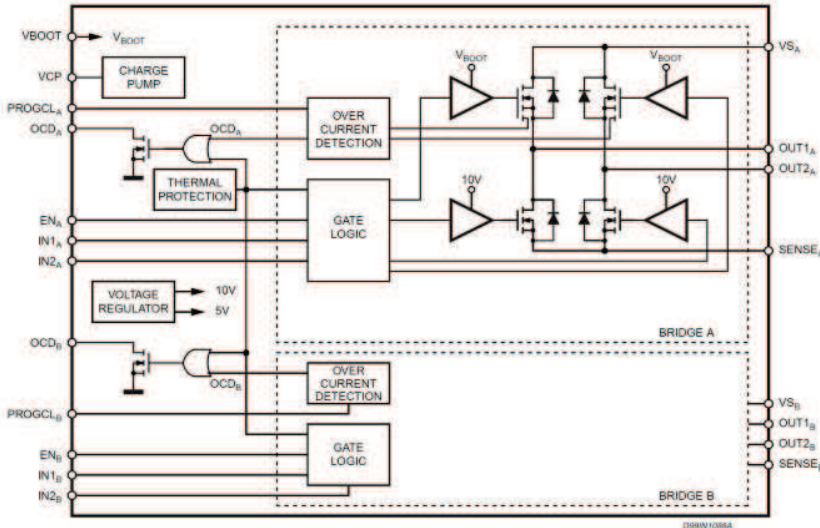 VBOOT
VBOOT
VCP
CHARGE
PUMP
PROGCLA
OCDA
OCDA
OVER
CURRENT
DETECTION
THERMAL
PROTECTION
GATE
LOGIC
ENA
IN1A
IN2A
VOLTAGE
REGULATOR
10V
5V
VBOOT
VBOOT
10V
10V
VSA
OUT1A
OUT2A
SENSEA
BRIDGE A
OCDB
OCDB
OVER
CURRENT
DETECTION
PROGCLB
GATE
LOGIC
ENB
IN1B
IN2B
VSB
OUT1B
OUT2B
SENSEB
BRIDGE B